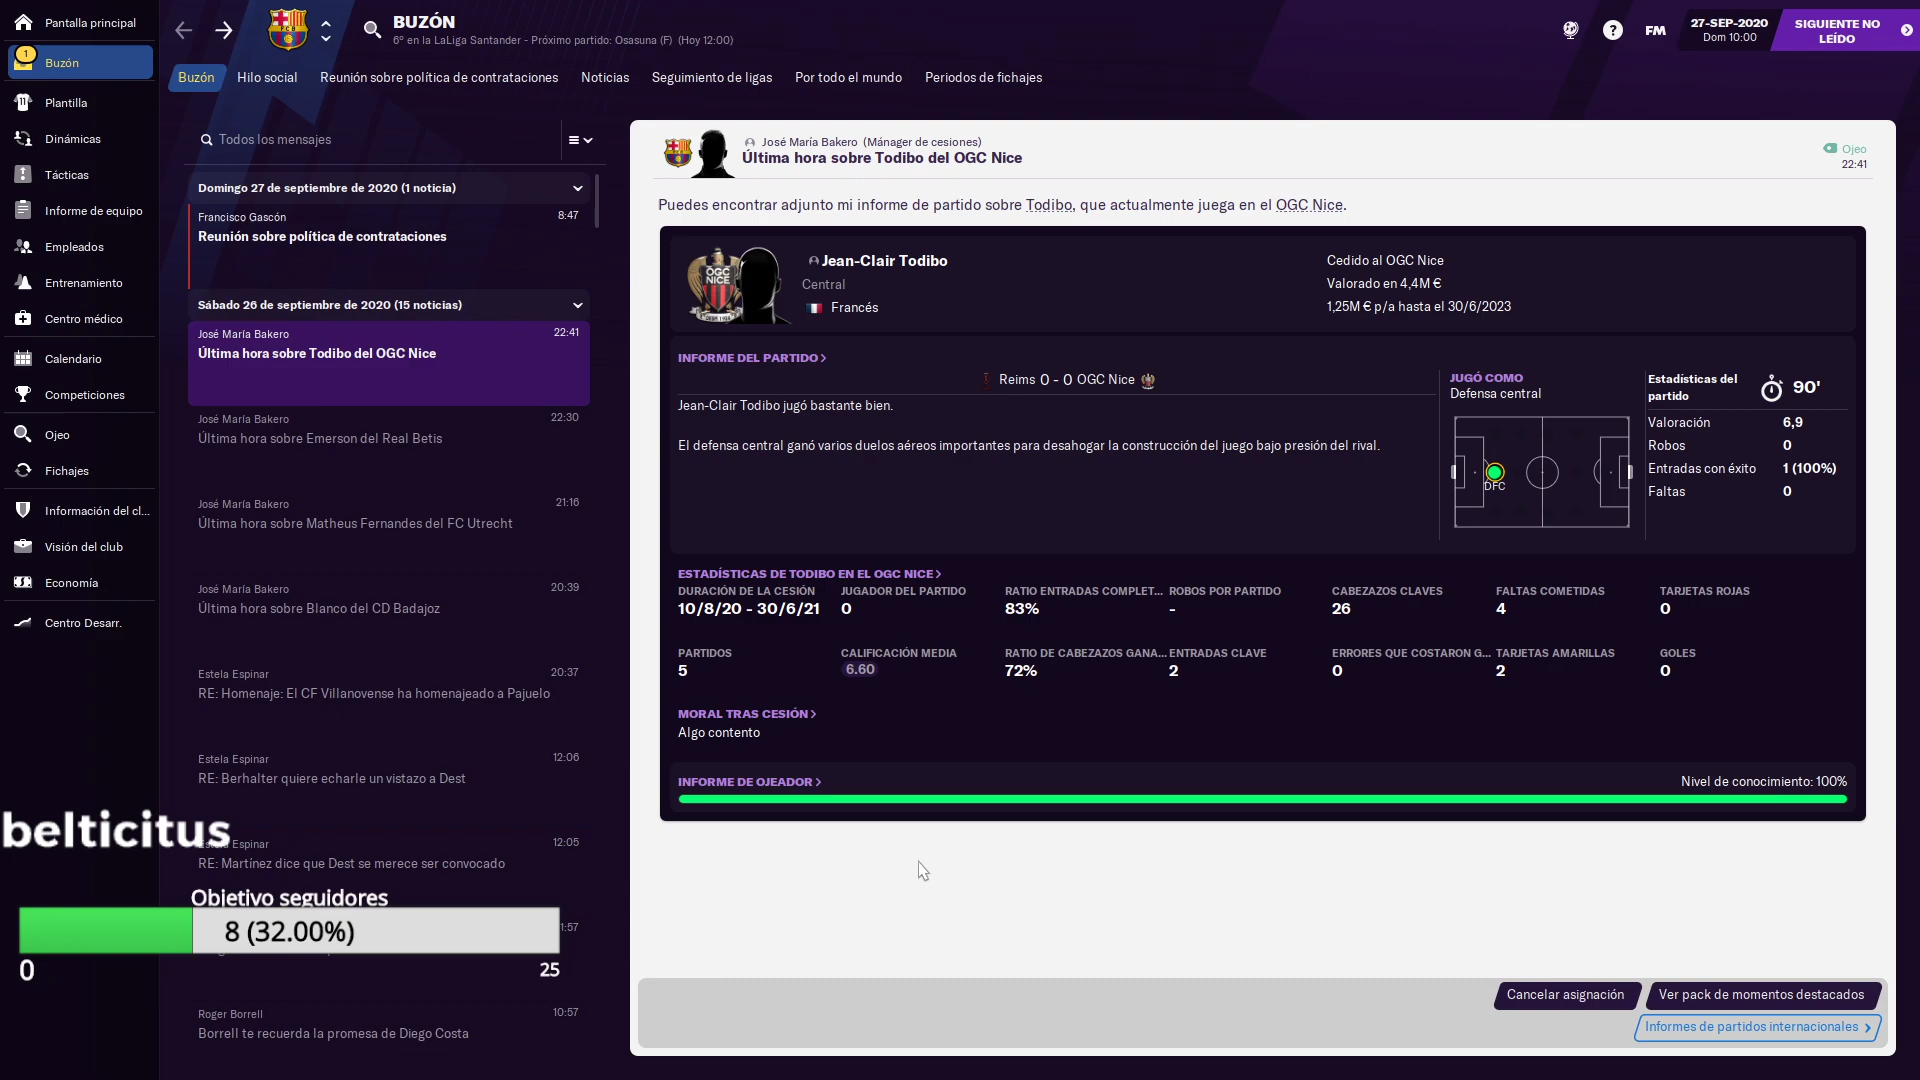 Pantalla principal
1
Buzón
Plantilla
Dinámicas
Tácticas
Informe de equipo
Empleados
Entrenamiento
Centro médico
Calendario
Competiciones
Ojeo
Fichajes
Información del cl...
Visión del club
Economía
Centro Desarr.
BUZÓN
6º en la LaLiga Santander - Próximo partido: Osasuna (F) (Hoy 12:00)
FM
27-SEP-2020
Dom 10:00
SIGUIENTE NO
LEÍDO
Buzón
Hilo social
Reunión sobre política de contrataciones
Noticias
Seguimiento de ligas
Por todo el mundo
Periodos de fichajes
Todos los mensajes
Domingo 27 de septiembre de 2020 (1 noticia)
Francisco Gascón 8:47
Reunión sobre política de contrataciones
Sábado 26 de septiembre de 2020 (15 noticias)
José María Bakero 22:41
Última hora sobre Todibo del OGC Nice
José María Bakero 22:30
Última hora sobre Emerson del Real Betis
José María Bakero 21:16
Última hora sobre Matheus Fernandes del FC Utrecht
José María Bakero 20:39
Última hora sobre Blanco del CD Badajoz
Estela Espinar 20:37
RE: Homenaje: El CF Villanovense ha homenajeado a Pajuelo
Estela Espinar 12:06
RE: Berhalter quiere echarle un vistazo a Dest
Estela Espinar 12:05
RE: Martínez dice que Dest se merece ser convocado
1:57
Roger Borrell 10:57
Borrell te recuerda la promesa de Diego Costa
belticitus
Objetivo seguidores
8 (32.00%)
0 25
José María Bakero (Mánager de cesiones)
Última hora sobre Todibo del OGC Nice
Ojeo
22:41
Puedes encontrar adjunto mi informe de partido sobre Todibo, que actualmente juega en el OGC Nice.
OGC
NICE
Jean-Clair Todibo
Central
Francés
Cedido al OGC Nice
Valorado en 4,4M €
1,25M € p/a hasta el 30/6/2023
INFORME DEL PARTIDO
Reims 0 - 0 OGC Nice
Jean-Clair Todibo jugó bastante bien.
El defensa central ganó varios duelos aéreos importantes para desahogar la construcción del juego bajo presión del rival.
JUGÓ COMO
Defensa central
DFC
Estadísticas del
partido
90'
Valoración 6,9
Robos 0
Entradas con éxito 1 (100%)
Faltas 0
ESTADÍSTICAS DE TODIBO EN EL OGC NICE
DURACIÓN DE LA CESIÓN JUGADOR DEL PARTIDO RATIO ENTRADAS COMPLET... ROBOS POR PARTIDO CABEZAZOS CLAVES FALTAS COMETIDAS TARJETAS ROJAS
10/8/20 - 30/6/21 0 83% - 26 4 0
PARTIDOS CALIFICACIÓN MEDIA RATIO DE CABEZAZOS GANA... ENTRADAS CLAVE ERRORES QUE COSTARON G... TARJETAS AMARILLAS GOLES
5 6.60 72% 2 0 2 0
MORAL TRAS CESIÓN
Algo contento
INFORME DE OJEADOR
Nivel de conocimiento: 100%
Cancelar asignación
Ver pack de momentos destacados
Informes de partidos internacionales